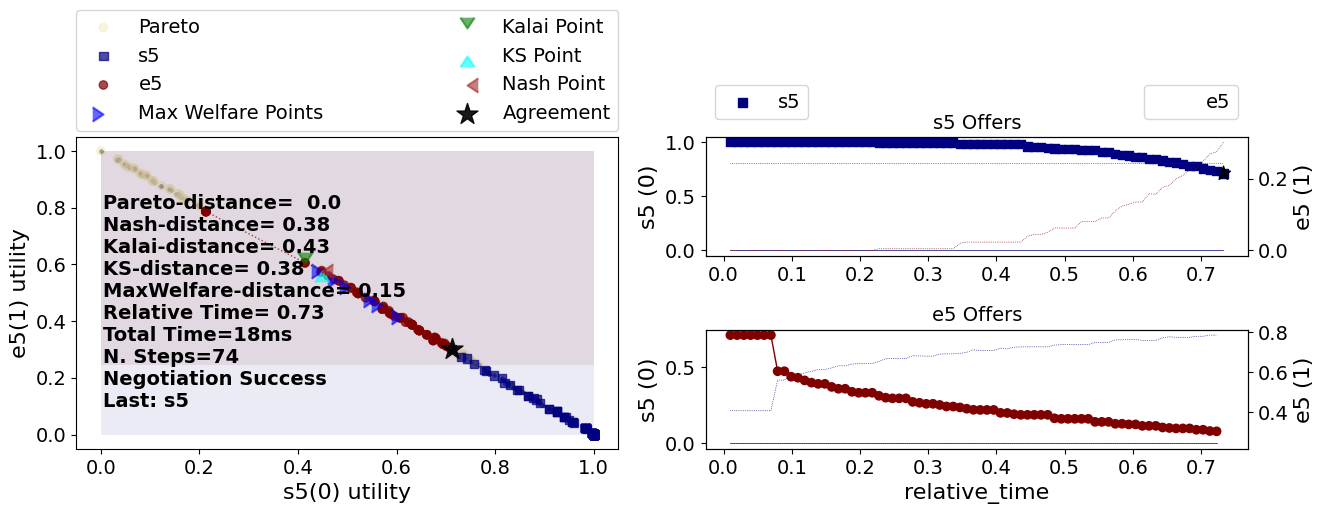 Pareto
s5
e5
Max Welfare Points
Kalai Point
KS Point
Nash Point
Agreement
1.0
0.8
0.6
0.4
0.2
0.0
e5(1) utility
Pareto-distance=  0.0
Nash-distance= 0.38
Kalai-distance= 0.43
KS-distance= 0.38
MaxWelfare-distance= 0.15
Relative Time= 0.73
Total Time=18ms
N. Steps=74
Negotiation Success
Last: s5
0.0 0.2 0.4 0.6 0.8 1.0
s5(0) utility
s5
e5
s5 Offers
1.0
0.5
0.0
s5 (0)
0.2
0.0
e5 (1)
0.0 0.1 0.2 0.3 0.4 0.5 0.6 0.7
e5 Offers
0.5
0.0
s5 (0)
0.8
0.6
0.4
e5 (1)
0.0 0.1 0.2 0.3 0.4 0.5 0.6 0.7
relative_time